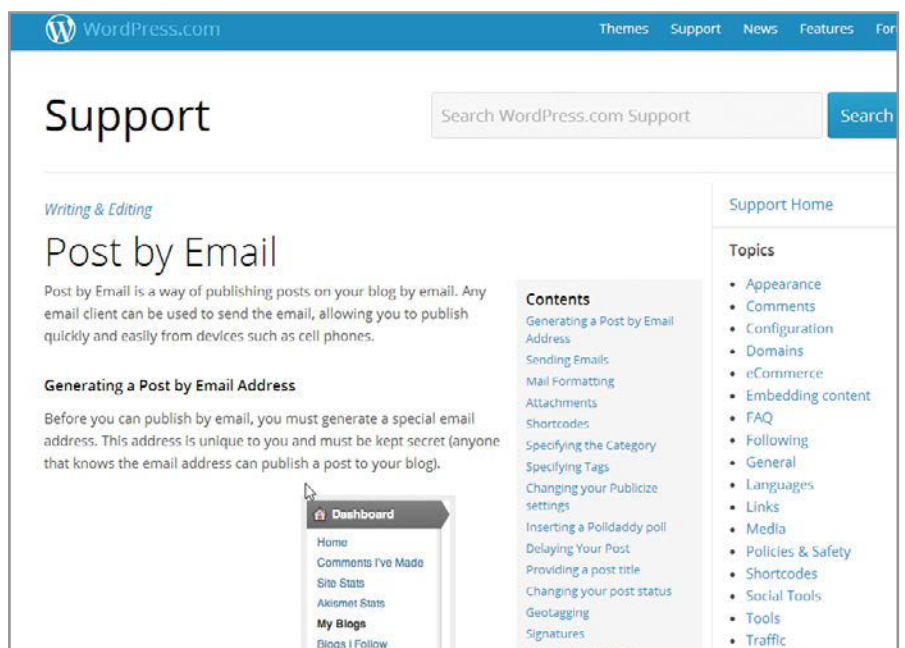 WordPress.com
Themes Support News Features For
Support
Search WordPress.com Support
Search
Writing & Editing
Post by Email
Post by Email is a way of publishing posts on your blog by email. Any
email client can be used to send the email, allowing you to publish
quickly and easily from devices such as cell phones.
Generating a Post by Email Address
Before you can publish by email, you must generate a special email
address. This address is unique to you and must be kept secret (anyone
that knows the email address can publish a post to your blog).
Dashboard
Home
Comments I've Made
Site Stats
Akismet Stats
My Blogs
Blogs I Follow
Contents
Generating a Post by Email
Address
Sending Emails
Mail Formatting
Attachments
Shortcodes
Specifying the Category
Specifying Tags
Changing your Publicize
settings
Inserting a Polldaddy poll
Delaying Your Post
Providing a post title
Changing your post status
Geotagging
Signatures
Support Home
Topics
• Appearance
• Comments
• Configuration
• Domains
• eCommerce
• Embedding content
• FAQ
• Following
• General
• Languages
• Links
• Media
• Policies & Safety
• Shortcodes
• Social Tools
• Tools
• Traffic